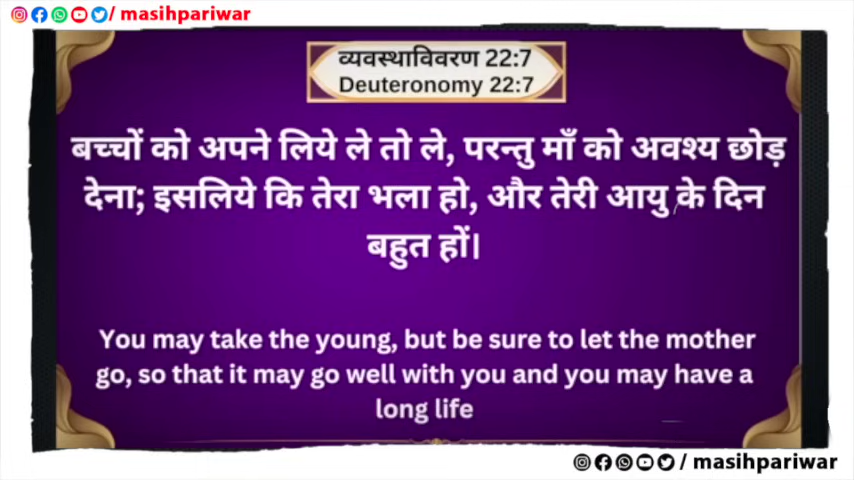 / masihpariwar
व्यवस्थाविवरण 22:7
Deuteronomy 22:7
बच्चों को अपने लिये ले तो ले, परन्तु माँ को अवश्य छोड़
देना; इसलिये कि तेरा भला हो, और तेरी आयु के दिन
बहुत हों।
You may take the young, but be sure to let the mother
go, so that it may go well with you and you may have a
long life
/ masihpariwar